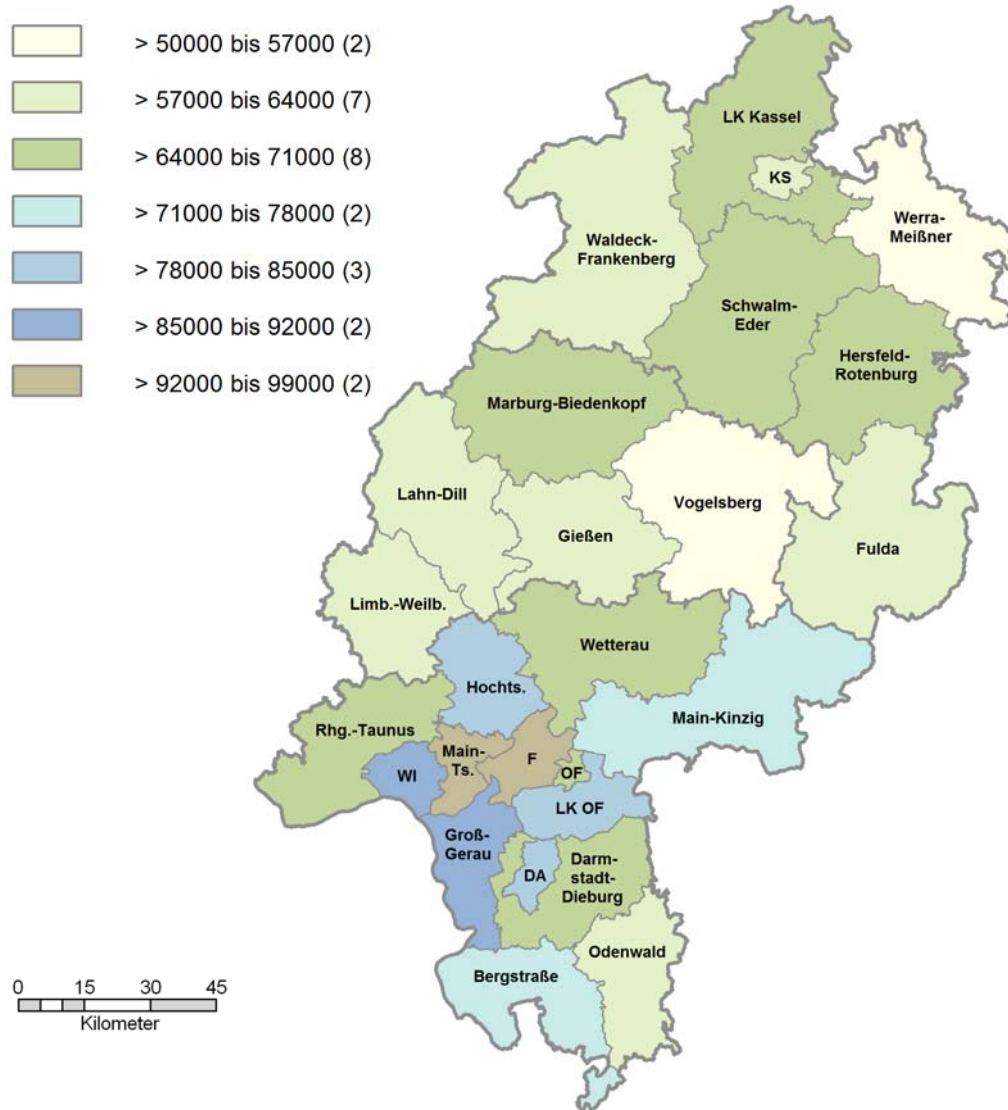 > 50000 bis 57000 (2)
> 57000 bis 64000 (7)
> 64000 bis 71000 (8)
> 71000 bis 78000 (2)
> 78000 bis 85000 (3)
> 85000 bis 92000 (2)
> 92000 bis 99000 (2)
LK Kassel
KS
Werra-
Meißner
Waldeck-
Frankenberg
Schwalm-
Eder
Hersfeld-
Rotenburg
Marburg-Biedenkopf
Lahn-Dill
Vogelsberg
Gießen
Fulda
Limb.-Weilb.
Wetterau
Hochts.
Main-Kinzig
Rhg.-Taunus
Main-
Ts.
F
WI
OF
LK OF
Groß-
Gerau
DA
Darm-
stadt-
Dieburg
Odenwald
Bergstraße
0 15 30 45
Kilometer